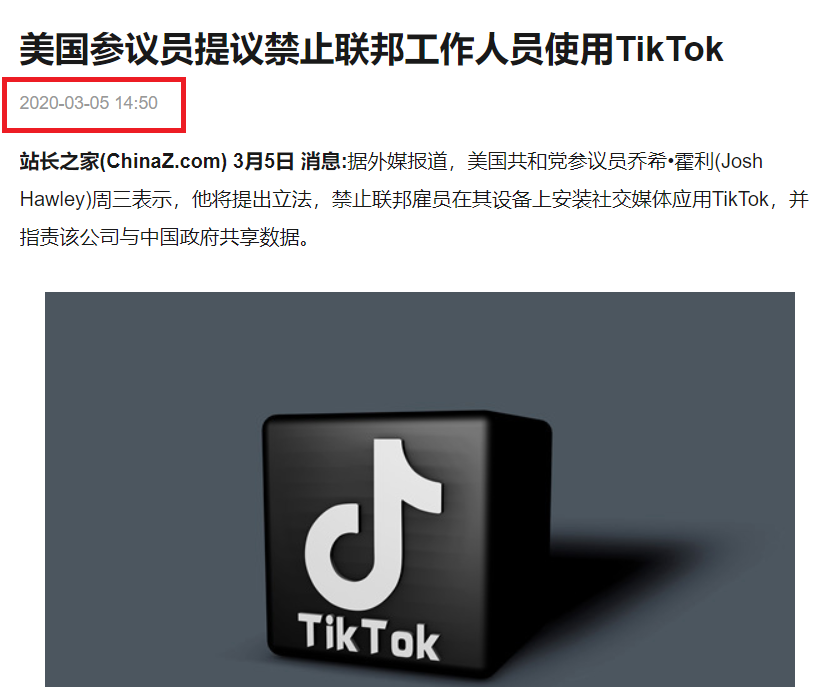 美国参议员提议禁止联邦工作人员使用TikTok
2020-03-05 14:50
站长之家(ChinaZ.com) 3月5日 消息:据外媒报道，美国共和党参议员乔希•霍利(Josh
Hawley)周三表示，他将提出立法，禁止联邦雇员在其设备上安装社交媒体应用TikTok，并
指责该公司与中国政府共享数据。
TikTok